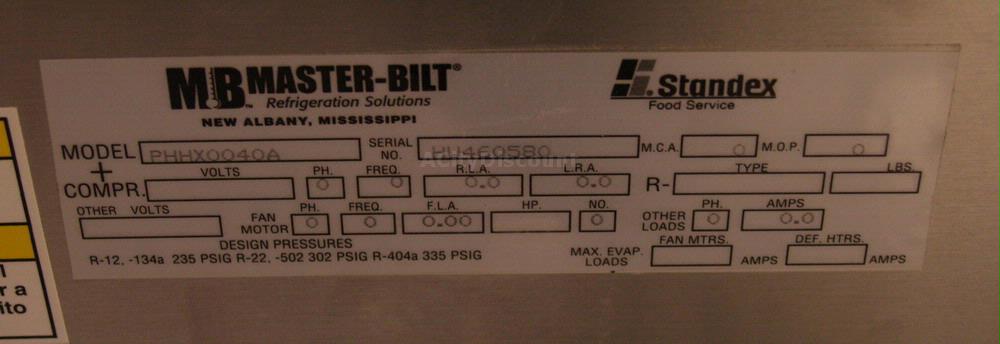 MB MASTER-BILT®
™ Refrigeration Solutions
NEW ALBANY, MISSISSIPPI
Standex
Food Service
MODEL PHHX0040A SERIAL NO. HU460580 M.C.A. 0 M.O.P. 0
+
COMPR. VOLTS PH. 0 FREQ. 0 R.L.A. 0.0 L.R.A. 0.0 R- TYPE LBS.
OTHER VOLTS FAN MOTOR PH. 0 FREQ. 0 F.L.A. 0.00 HP. NO. 0 OTHER LOADS PH. 0 AMPS 0.0
DESIGN PRESSURES
R-12, -134a 235 PSIG R-22, -502 302 PSIG R-404a 335 PSIG
MAX. EVAP. LOADS FAN MTRS. AMPS DEF. HTRS. AMPS
r a
ito